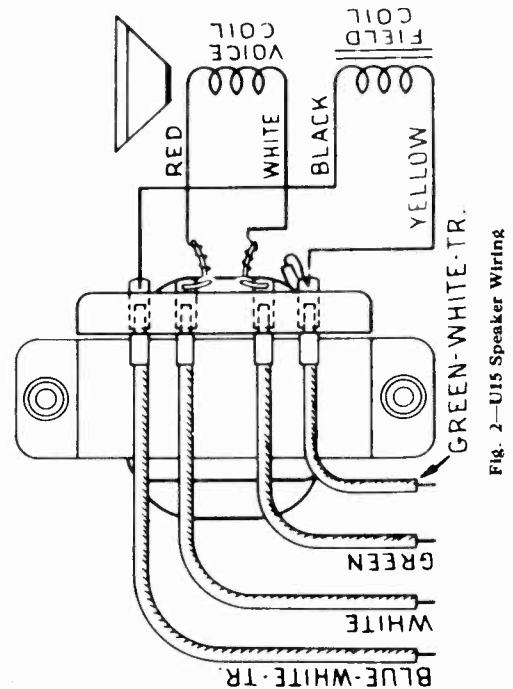 FIELD
COIL
VOICE
COIL
RED
WHITE
BLACK
YELLOW
GREEN-WHITE-TR.
GREEN
WHITE
BLUE-WHITE-TR.
Fig. 2—U15 Speaker Wiring